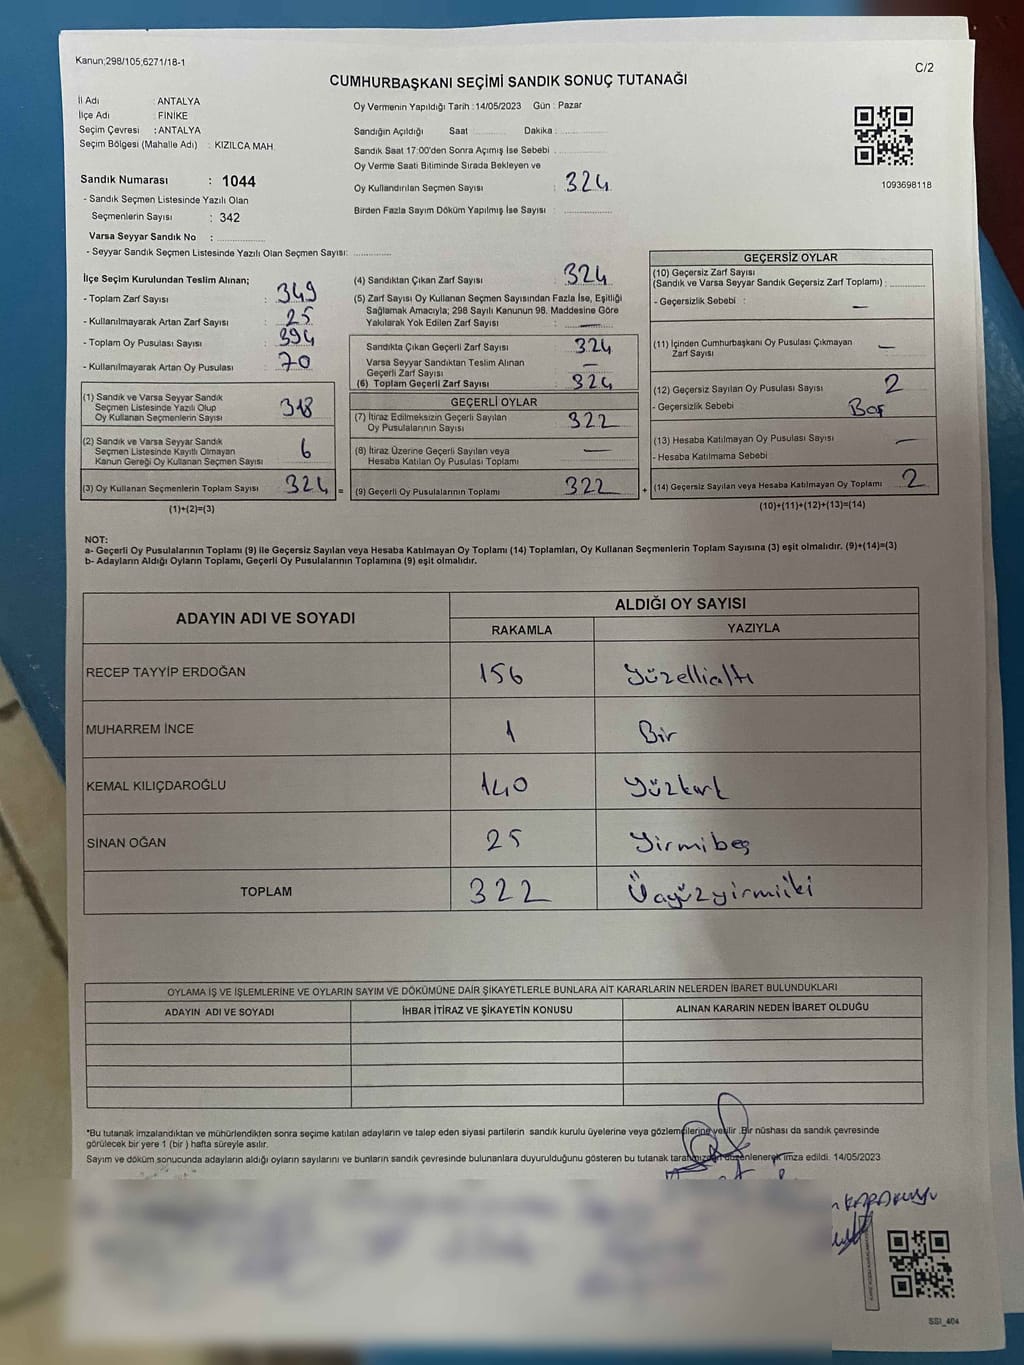 Kanun;298/105;6271/18-1
C/2
CUMHURBAŞKANI SEÇİMİ SANDIK SONUÇ TUTANAĞI
İl Adı : ANTALYA
İlçe Adı : FİNİKE
Seçim Çevresi : ANTALYA
Seçim Bölgesi (Mahalle Adı) : KIZILCA MAH.
Sandık Numarası : 1044
- Sandık Seçmen Listesinde Yazılı Olan
Seçmenlerin Sayısı : 342
Varsa Seyyar Sandık No :
- Seyyar Sandık Seçmen Listesinde Yazılı Olan Seçmen Sayısı:
Oy Vermenin Yapıldığı Tarih : 14/05/2023 Gün : Pazar
Sandığın Açıldığı Saat Dakika :
Sandık Saat 17:00'den Sonra Açımış İse Sebebi
Oy Verme Saati Bitiminde Sırada Bekleyen ve
Oy Kullandırılan Seçmen Sayısı : 324
Birden Fazla Sayım Döküm Yapılmış İse Sayısı :
1093698118
İlçe Seçim Kurulundan Teslim Alınan;
- Toplam Zarf Sayısı : 349
- Kullanılmayarak Artan Zarf Sayısı : 25
- Toplam Oy Pusulası Sayısı : 394
- Kullanılmayarak Artan Oy Pusulası : 70
(1) Sandık ve Varsa Seyyar Sandık
Seçmen Listesinde Yazılı Olup
Oy Kullanan Seçmenlerin Sayısı 318
(2) Sandık ve Varsa Seyyar Sandık
Seçmen Listesinde Kayıtlı Olmayan
Kanun Gereği Oy Kullanan Seçmen Sayısı 6
(3) Oy Kullanan Seçmenlerin Toplam Sayısı 324 =
(1)+(2)=(3)
(4) Sandıktan Çıkan Zarf Sayısı : 324
(5) Zarf Sayısı Oy Kullanan Seçmen Sayısından Fazla İse, Eşitliği
Sağlamak Amacıyla; 298 Sayılı Kanunun 98. Maddesine Göre
Yakılarak Yok Edilen Zarf Sayısı : —
Sandıkta Çıkan Geçerli Zarf Sayısı 324
Varsa Seyyar Sandıktan Teslim Alınan
Geçerli Zarf Sayısı —
(6) Toplam Geçerli Zarf Sayısı 324
GEÇERLİ OYLAR
(7) İtiraz Edilmeksizin Geçerli Sayılan
Oy Pusulalarının Sayısı 322
(8) İtiraz Üzerine Geçerli Sayılan veya
Hesaba Katılan Oy Pusulası Toplamı —
(9) Geçerli Oy Pusulalarının Toplamı 322 +
GEÇERSİZ OYLAR
(10) Geçersiz Zarf Sayısı
(Sandık ve Varsa Seyyar Sandık Geçersiz Zarf Toplamı) :
- Geçersizlik Sebebi : —
(11) İçinden Cumhurbaşkanı Oy Pusulası Çıkmayan
Zarf Sayısı —
(12) Geçersiz Sayılan Oy Pusulası Sayısı 2
- Geçersizlik Sebebi Boş
(13) Hesaba Katılmayan Oy Pusulası Sayısı —
- Hesaba Katılmama Sebebi
(14) Geçersiz Sayılan veya Hesaba Katılmayan Oy Toplamı 2
(10)+(11)+(12)+(13)=(14)
NOT:
a- Geçerli Oy Pusulalarının Toplamı (9) ile Geçersiz Sayılan veya Hesaba Katılmayan Oy Toplamı (14) Toplamları, Oy Kullanan Seçmenlerin Toplam Sayısına (3) eşit olmalıdır. (9)+(14)=(3)
b- Adayların Aldığı Oyların Toplamı, Geçerli Oy Pusulalarının Toplamına (9) eşit olmalıdır.
ADAYIN ADI VE SOYADI
ALDIĞI OY SAYISI
RAKAMLA YAZIYLA
RECEP TAYYİP ERDOĞAN 156 Yüzellialtı
MUHARREM İNCE 1 Bir
KEMAL KILIÇDAROĞLU 140 Yüzkırk
SİNAN OĞAN 25 Yirmibeş
TOPLAM 322 Üçyüzyirmiiki
OYLAMA İŞ VE İŞLEMLERİNE VE OYLARIN SAYIM VE DÖKÜMÜNE DAİR ŞİKAYETLERLE BUNLARA AİT KARARLARIN NELERDEN İBARET BULUNDUKLARI
ADAYIN ADI VE SOYADI İHBAR İTİRAZ VE ŞİKAYETİN KONUSU ALINAN KARARIN NEDEN İBARET OLDUĞU
*Bu tutanak imzalandıktan ve mühürlendikten sonra seçime katılan adayların ve talep eden siyasi partilerin sandık kurulu üyelerine veya gözlemcilerine verilir. Bir nüshası da sandık çevresinde
görülecek bir yere 1 (bir) hafta süreyle asılır.
Sayım ve döküm sonucunda adayların aldığı oyların sayılarını ve bunların sandık çevresinde bulunanlara duyurulduğunu gösteren bu tutanak tarafımızdan düzenlenerek imza edildi. 14/05/2023
SSI_404